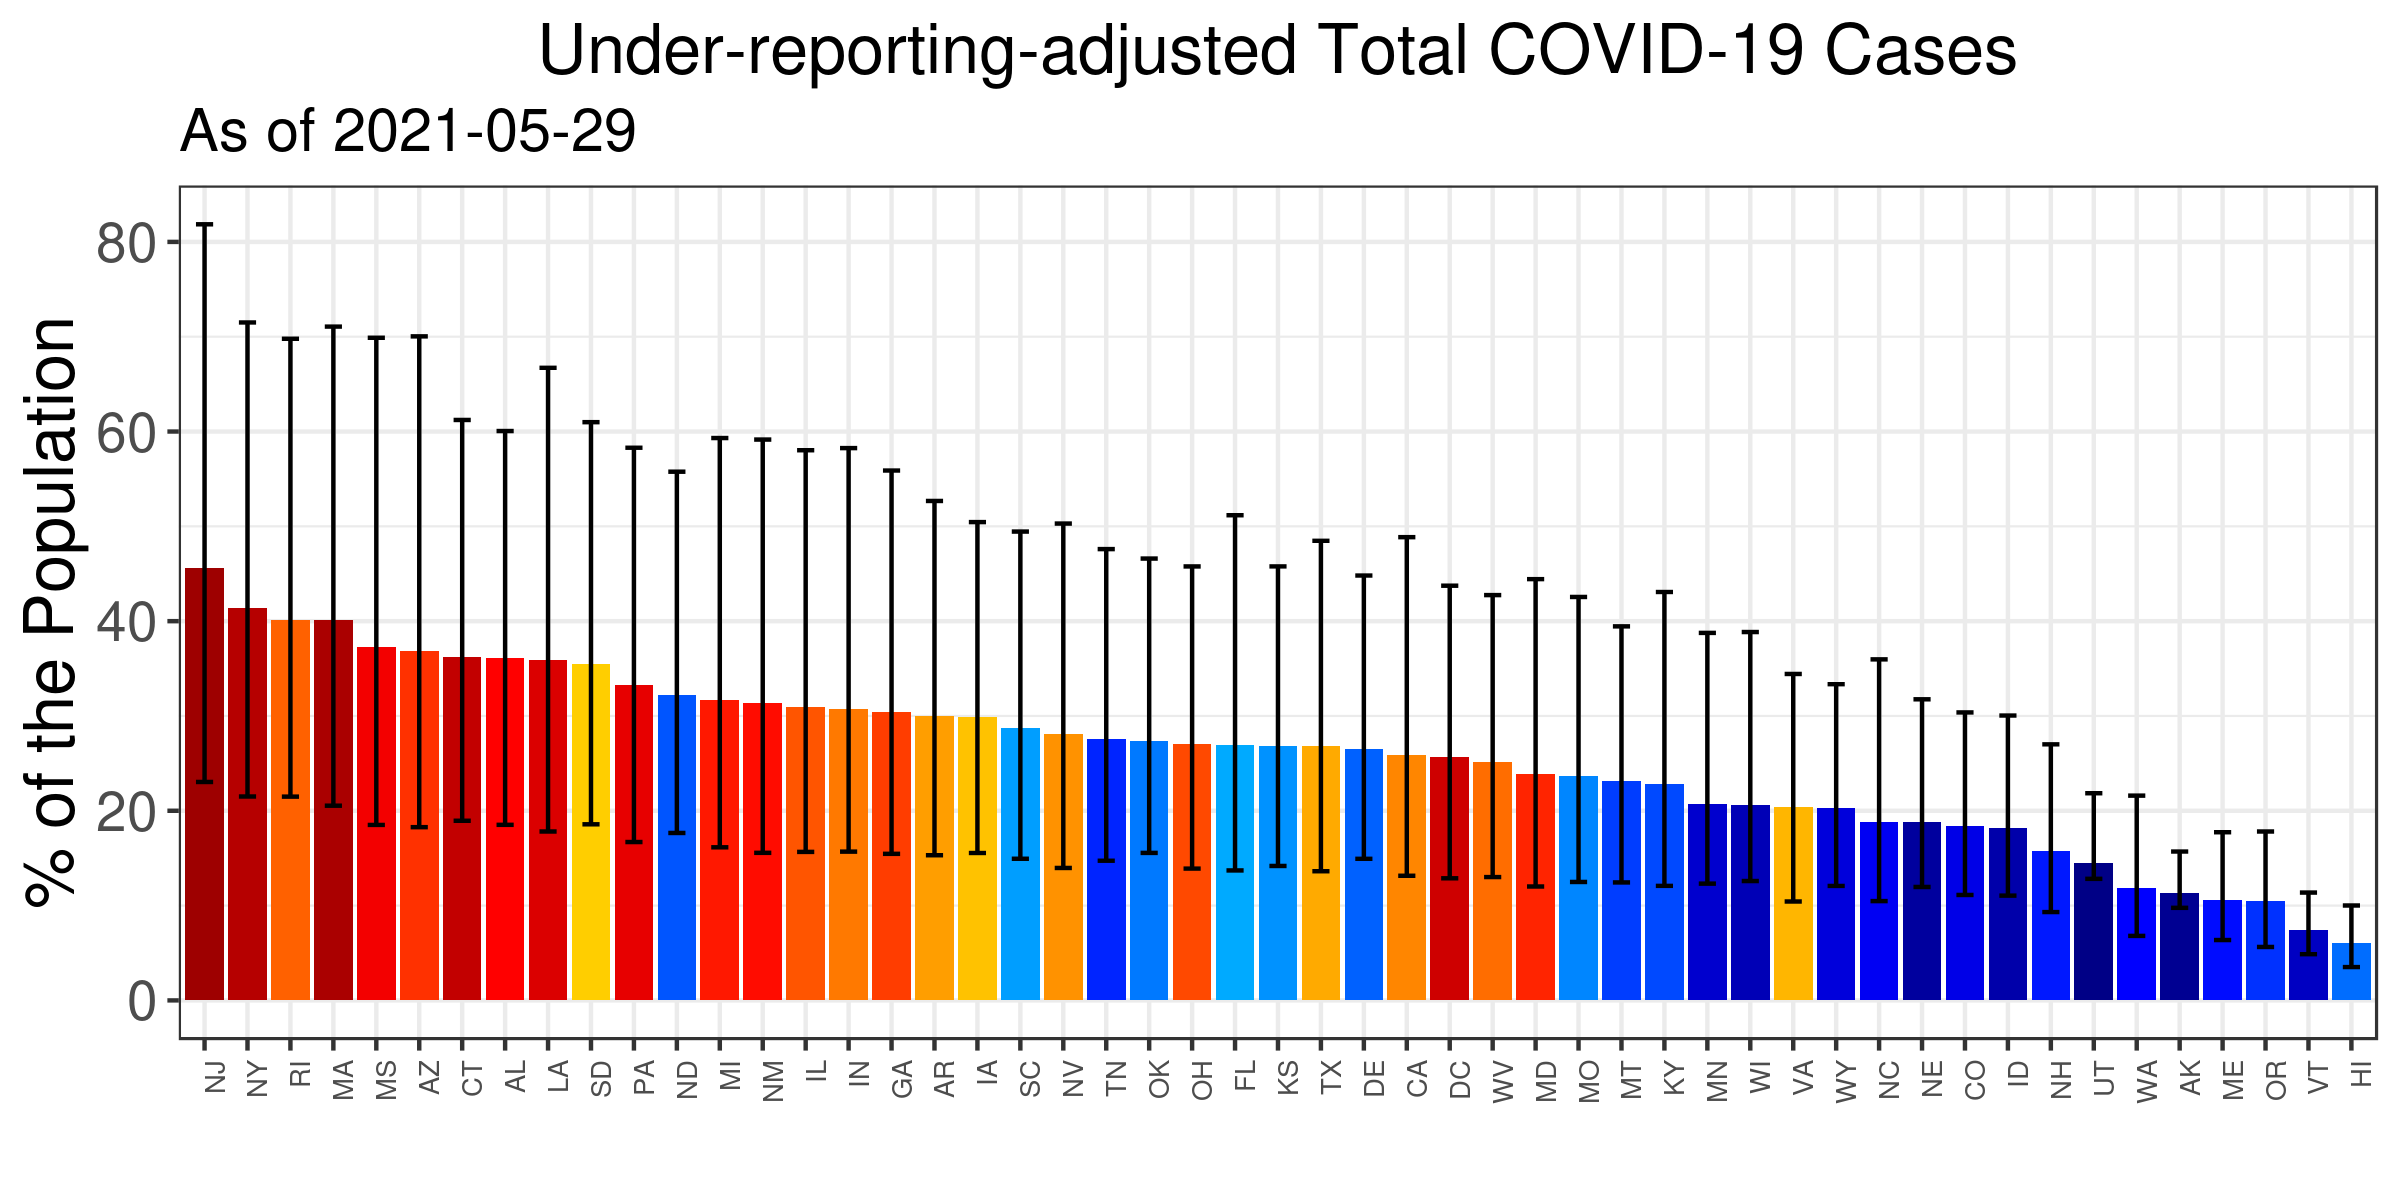 Under-reporting-adjusted Total COVID-19 Cases
As of 2021-05-29
% of the Population
80
60
40
20
0
NJ NY RI MA MS AZ CT AL LA SD PA ND MI NM IL IN GA AR IA SC NV TN OK OH FL KS TX DE CA DC WV MD MO MT KY MN WI VA WY NC NE CO ID NH UT WA AK ME OR VT HI